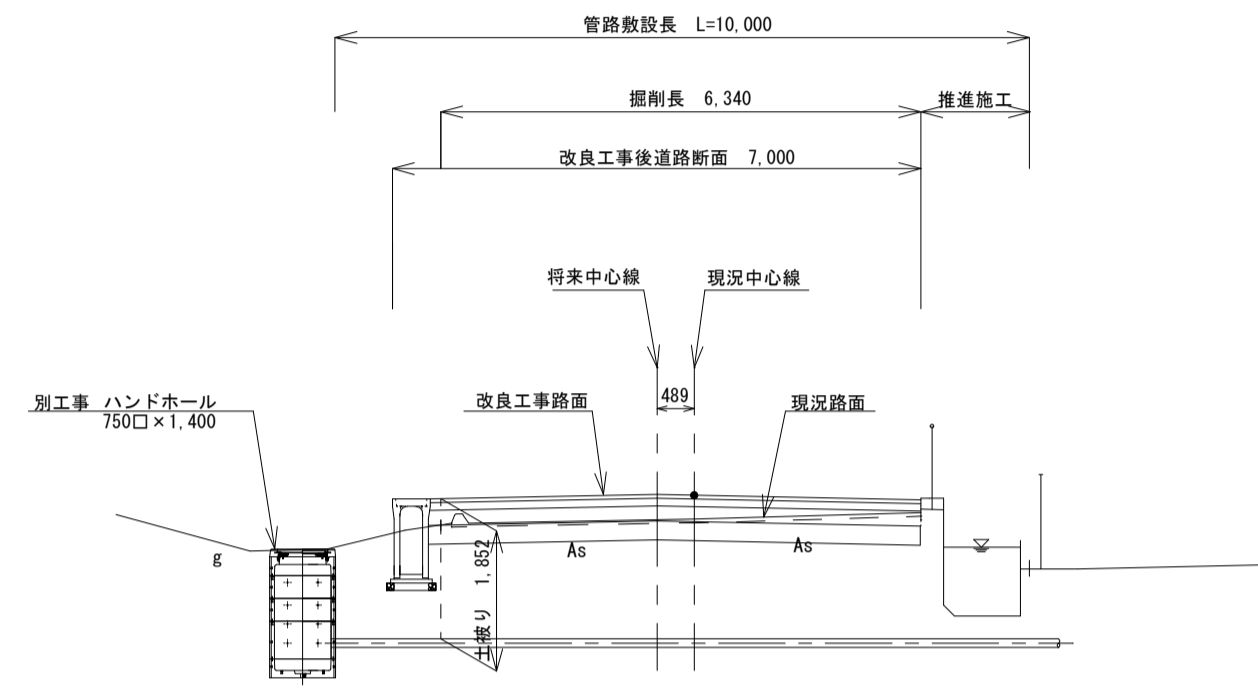 管路敷設長 L=10,000
掘削長 6,340
推進施工
改良工事後道路断面 7,000
将来中心線
現況中心線
489
別工事 ハンドホール
750□×1,400
改良工事路面
現況路面
g
As
As
土被り 1,852